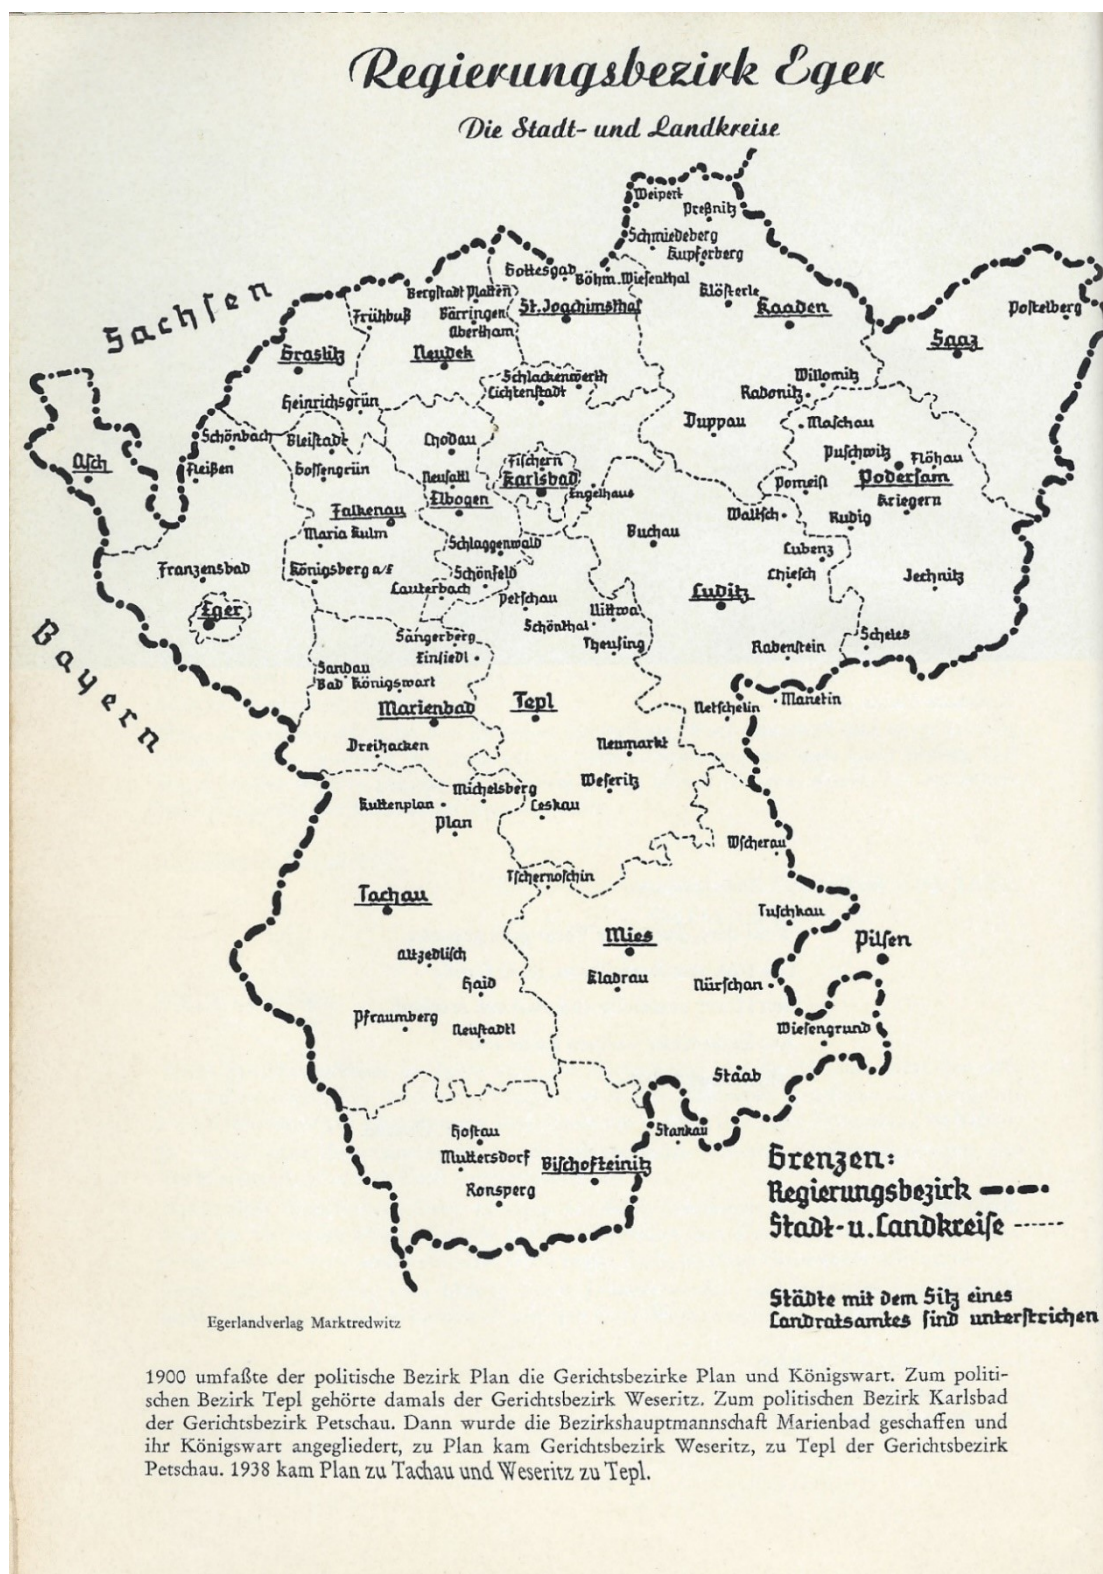 Regierungsbezirk Eger
Die Stadt- und Landkreise
Weipert
Preßnitz
Schmiedeberg
Kupferberg
Gottesgab
Böhm. Wiesenthal
Sachsen
Bergstadt Platten
Klösterle
Kaaden
Postelberg
Frühbuß
Bärringen
St. Joachimsthal
Abertham
Saaz
Graslitz
Neudek
Schlackenwerth
Willomitz
Lichtenstadt
Radonitz
Heinrichsgrün
Duppau
Maschau
Schönbach
Bleistadt
Chodau
Puschwitz
Flöhau
Asch
Fleißen
Gossengrün
Fischern
Neusattl
Karlsbad
Podersam
Pomeisl
Engelhaus
Elbogen
Kriegern
Falkenau
Waltsch
Rudig
Maria Kulm
Buchau
Schlaggenwald
Lubenz
Franzensbad
Königsberg a/E
Schönfeld
Chiesch
Jechnitz
Lauterbach
Petschau
Luditz
Eger
Uittwa
Schönthal
Bayern
Sangerberg
Theusing
Rabenstein
Scheles
Einsiedl
Sandau
Bad Königswart
Tepl
Netschetin
Manetin
Marienbad
Dreihacken
Neumarkt
Michelsberg
Weseritz
Kuttenplan
Leskau
Plan
Wscherau
Tschernoschin
Tachau
Tuschkau
Mies
Pilsen
Altzedlisch
Haid
Kladrau
Nürschan
Pfraumberg
Neustadtl
Wiesengrund
Staab
Hostau
Stankau
Muttersdorf
Bischofteinitz
Ronsperg
Grenzen:
Regierungsbezirk
Stadt- u. Landkreise
Städte mit dem Sitz eines
Landratsamtes sind unterstrichen
Egerlandverlag Marktredwitz
1900 umfaßte der politische Bezirk Plan die Gerichtsbezirke Plan und Königswart. Zum politi-
schen Bezirk Tepl gehörte damals der Gerichtsbezirk Weseritz. Zum politischen Bezirk Karlsbad
der Gerichtsbezirk Petschau. Dann wurde die Bezirkshauptmannschaft Marienbad geschaffen und
ihr Königswart angegliedert, zu Plan kam Gerichtsbezirk Weseritz, zu Tepl der Gerichtsbezirk
Petschau. 1938 kam Plan zu Tachau und Weseritz zu Tepl.